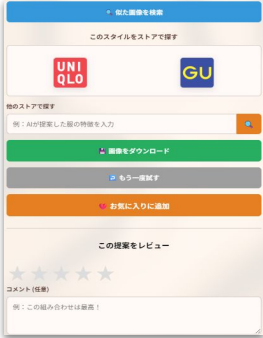 🔍 似た画像を検索
このスタイルをストアで探す
UNI
QLO
GU
他のストアで探す
例：AIが提案した服の特徴を入力
🔍
💾 画像をダウンロード
🔄 もう一度試す
💔 お気に入りに追加
この提案をレビュー
★★★★★
コメント (任意)
例：この組み合わせは最高！